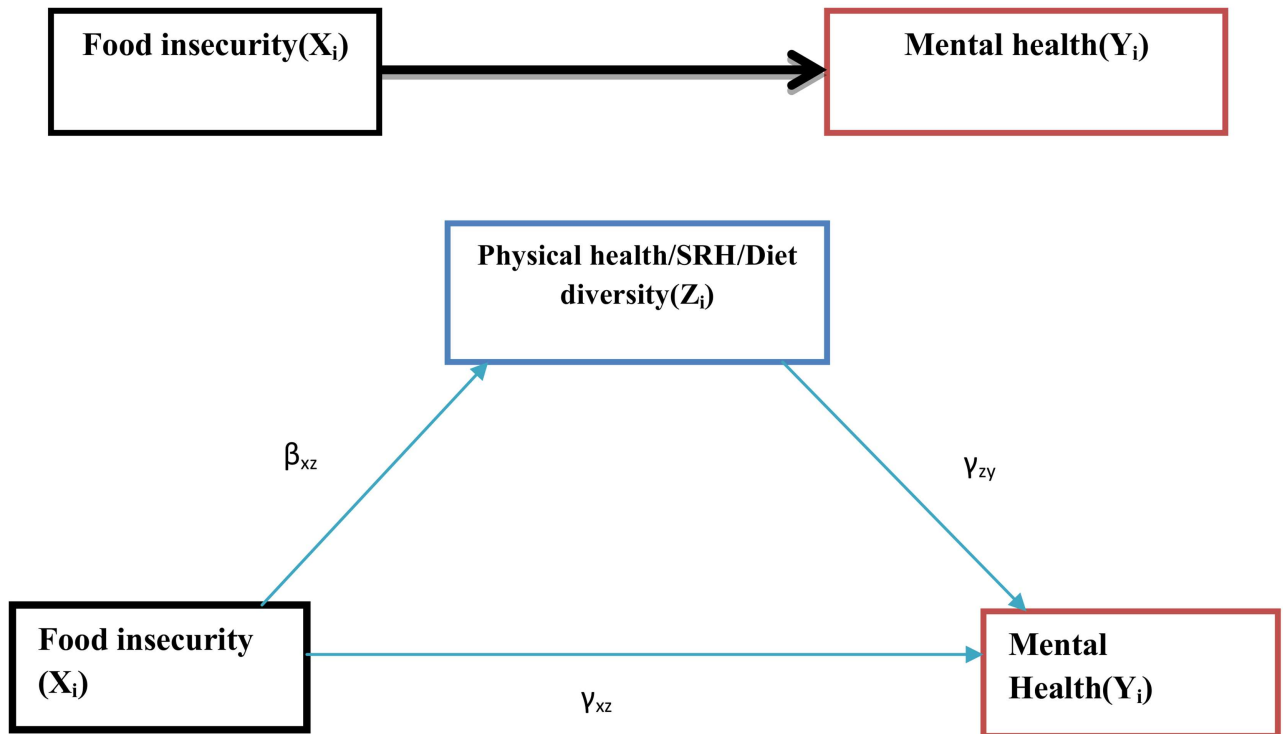 Food insecurity(Xᵢ)
Mental health(Yᵢ)
Physical health/SRH/Diet
diversity(Zᵢ)
βxz
γzy
Food insecurity
(Xᵢ)
Mental
Health(Yᵢ)
γxz